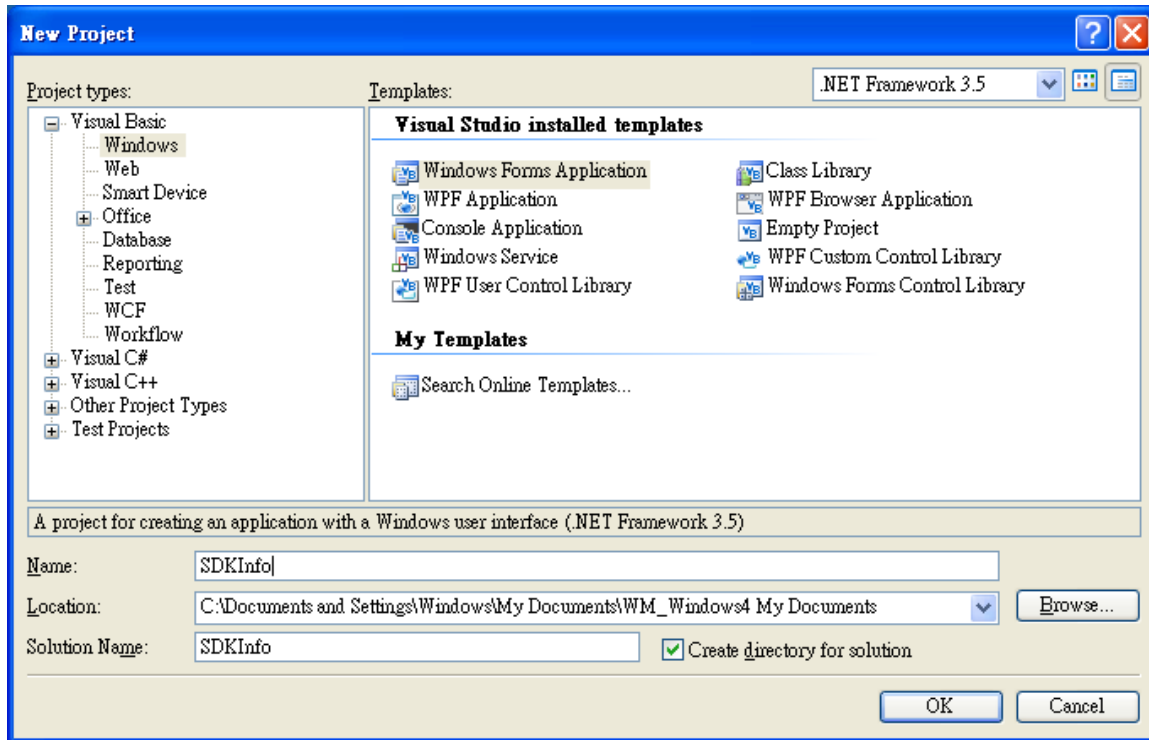 New Project
Project types:
Templates:
.NET Framework 3.5
Visual Basic
Windows
Web
Smart Device
Office
Database
Reporting
Test
WCF
Workflow
Visual C#
Visual C++
Other Project Types
Test Projects
Visual Studio installed templates
Windows Forms Application
Class Library
WPF Application
WPF Browser Application
Console Application
Empty Project
Windows Service
WPF Custom Control Library
WPF User Control Library
Windows Forms Control Library
My Templates
Search Online Templates...
A project for creating an application with a Windows user interface (.NET Framework 3.5)
Name:
SDKInfo
Location:
C:\Documents and Settings\Windows\My Documents\WM_Windows4 My Documents
Browse...
Solution Name:
SDKInfo
Create directory for solution
OK
Cancel